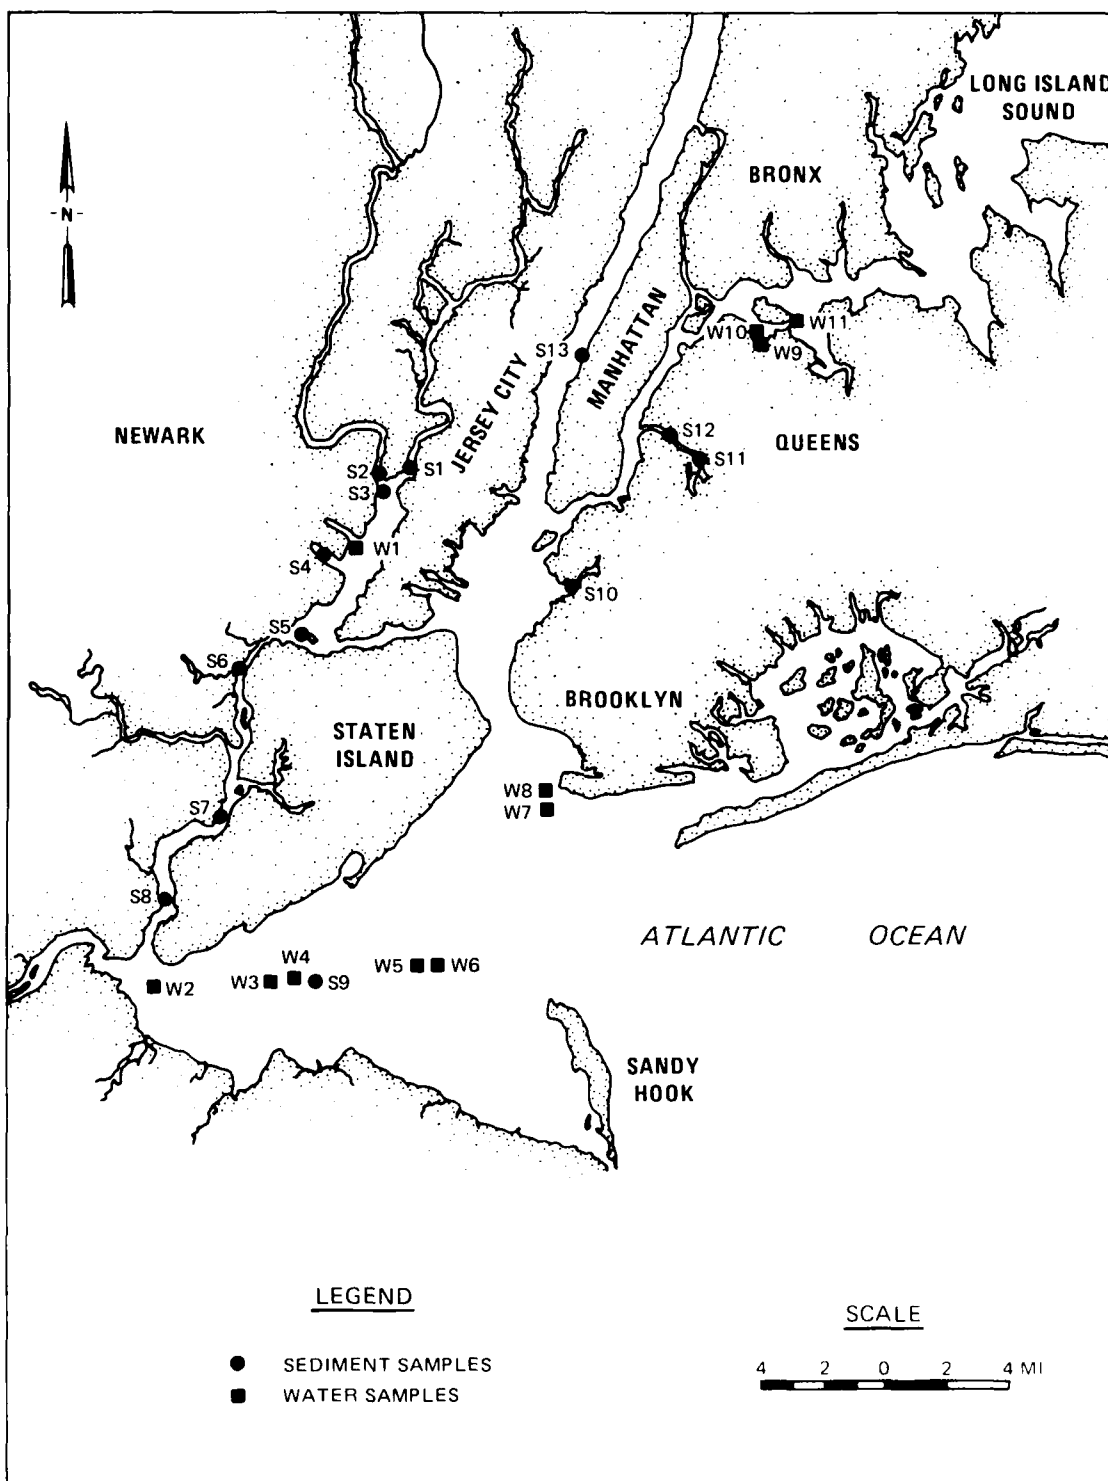 LONG ISLAND
SOUND
BRONX
-N-
MANHATTAN
W10
W11
W9
S13
JERSEY CITY
NEWARK
QUEENS
S12
S11
S2
S1
S3
W1
S4
S10
S5
S6
BROOKLYN
STATEN
ISLAND
W8
W7
S7
S8
ATLANTIC OCEAN
W2
W3
W4
S9
W5
W6
SANDY
HOOK
LEGEND
SEDIMENT SAMPLES
WATER SAMPLES
SCALE
4 2 0 2 4 MI